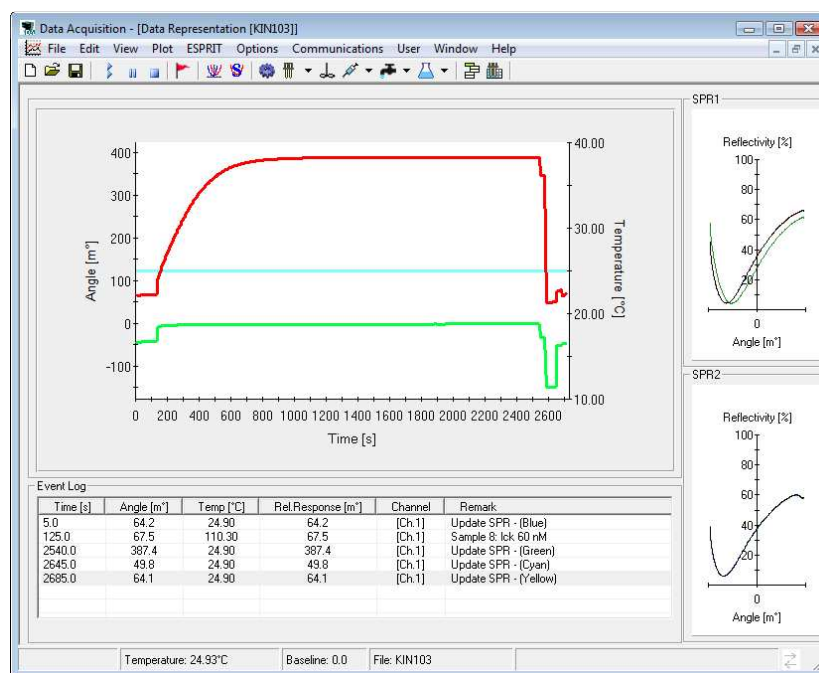 Data Acquisition - [Data Representation [KIN103]]
File Edit View Plot ESPRIT Options Communications User Window Help
SPR1
Reflectivity [%]
100
80
60
40
20
0
Angle [m°]
400
300
200
100
0
-100
Angle [m°]
40.00
30.00
20.00
10.00
Temperature [°C]
0 200 400 600 800 1000 1200 1400 1600 1800 2000 2200 2400 2600
Time [s]
SPR2
Reflectivity [%]
100
80
60
40
20
0
Angle [m°]
Event Log
Time [s] Angle [m°] Temp [°C] Rel.Response [m°] Channel Remark
5.0 64.2 24.90 64.2 [Ch.1] Update SPR - (Blue)
125.0 67.5 110.30 67.5 [Ch.1] Sample 8: lck 60 nM
2540.0 387.4 24.90 387.4 [Ch.1] Update SPR - (Green)
2645.0 49.8 24.90 49.8 [Ch.1] Update SPR - (Cyan)
2685.0 64.1 24.90 64.1 [Ch.1] Update SPR - (Yellow)
Temperature: 24.93°C Baseline: 0.0 File: KIN103